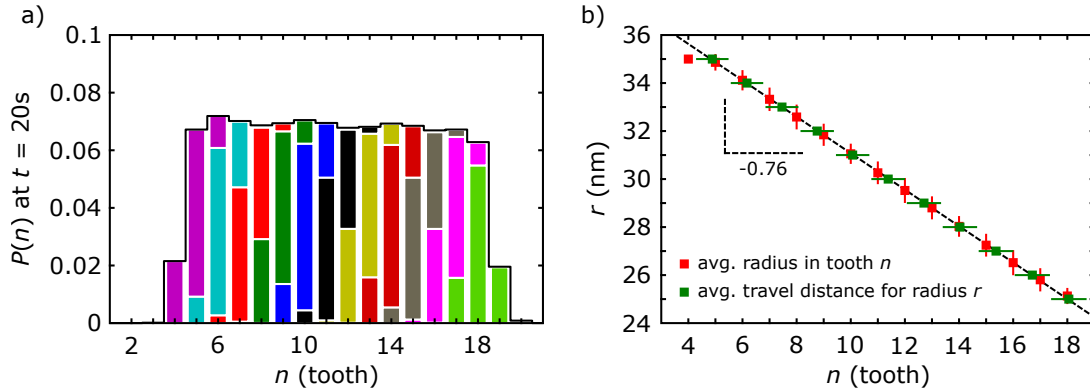 a)
0.1
0.08
0.06
0.04
0.02
0
P(n) at t = 20s
2 6 10 14 18
n (tooth)
b)
36
34
32
30
28
26
24
r (nm)
-0.76
avg. radius in tooth n
avg. travel distance for radius r
4 6 8 10 12 14 16 18
n (tooth)